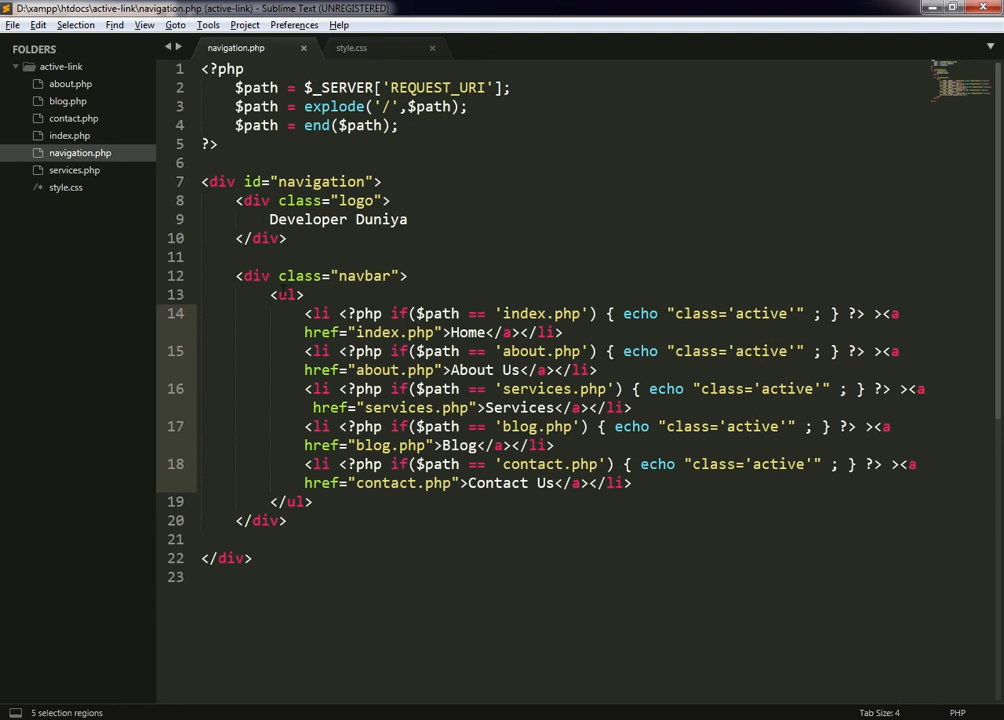 D:\xampp\htdocs\active-link\navigation.php (active-link) - Sublime Text (UNREGISTERED)
File Edit Selection Find View Goto Tools Project Preferences Help
FOLDERS
active-link
about.php
blog.php
contact.php
index.php
navigation.php
services.php
/* style.css
navigation.php × style.css ×
1 <?php
2 $path = $_SERVER['REQUEST_URI'];
3 $path = explode('/',$path);
4 $path = end($path);
5 ?>
6
7 <div id="navigation">
8 <div class="logo">
9 Developer Duniya
10 </div>
11
12 <div class="navbar">
13 <ul>
14 <li <?php if($path == 'index.php') { echo "class='active'" ; } ?> ><a
href="index.php">Home</a></li>
15 <li <?php if($path == 'about.php') { echo "class='active'" ; } ?> ><a
href="about.php">About Us</a></li>
16 <li <?php if($path == 'services.php') { echo "class='active'" ; } ?> ><a
href="services.php">Services</a></li>
17 <li <?php if($path == 'blog.php') { echo "class='active'" ; } ?> ><a
href="blog.php">Blog</a></li>
18 <li <?php if($path == 'contact.php') { echo "class='active'" ; } ?> ><a
href="contact.php">Contact Us</a></li>
19 </ul>
20 </div>
21
22 </div>
23
5 selection regions Tab Size: 4 PHP